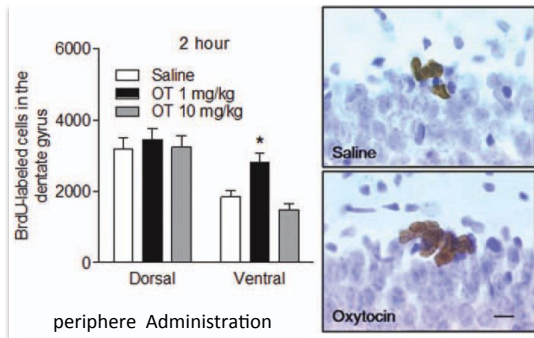 2 hour
6000
4000
2000
0
BrdU-labeled cells in the
dentate gyrus
Saline
OT 1 mg/kg
OT 10 mg/kg
*
Dorsal
Ventral
periphere Administration
Saline
Oxytocin